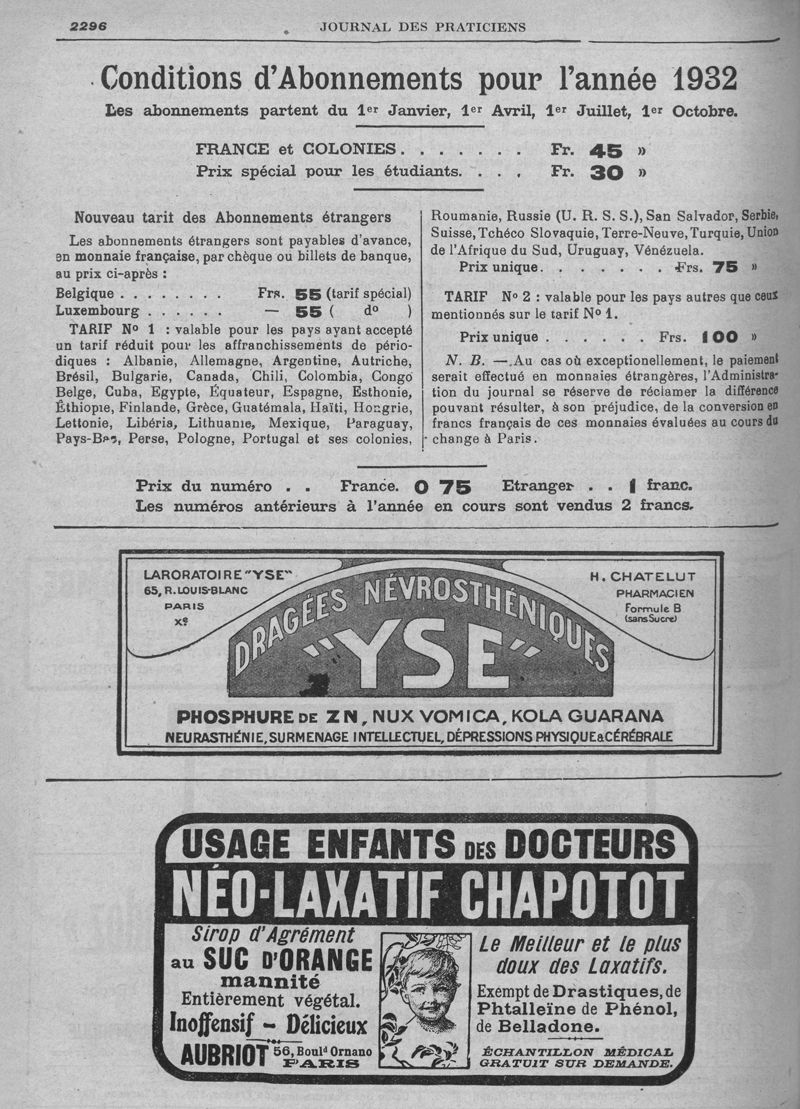 2296
JOURNAL DES PRATICIENS
Conditions d'Abonnements pour l'année 1932
Les abonnements partent du 1er Janvier, 1er Avril, 1er Juillet, 1er Octobre.
FRANCE et COLONIES. . . . . . . Fr. 45 »
Prix spécial pour les étudiants. . . . Fr. 30 »
Nouveau tarit des Abonnements étrangers
Les abonnements étrangers sont payables d'avance,
en monnaie française, par chèque ou billets de banque,
au prix ci-après :
Belgique . . . . . . . . Frs. 55 (tarif spécial)
Luxembourg . . . . . . — 55 ( do )
TARIF No 1 : valable pour les pays ayant accepté
un tarif réduit pour les affranchissements de pério-
diques : Albanie, Allemagne, Argentine, Autriche,
Brésil, Bulgarie, Canada, Chili, Colombia, Congo
Belge, Cuba, Egypte, Équateur, Espagne, Esthonie,
Éthiopie, Finlande, Grèce, Guatémala, Haïti, Hongrie,
Lettonie, Libéria, Lithuanie, Mexique, Paraguay,
Pays-Bas, Perse, Pologne, Portugal et ses colonies,
Roumanie, Russie (U. R. S. S.), San Salvador, Serbie,
Suisse, Tchéco Slovaquie, Terre-Neuve, Turquie, Union
de l'Afrique du Sud, Uruguay, Vénézuela.
Prix unique. . . . . . . . Frs. 75 »
TARIF No 2 : valable pour les pays autres que ceux
mentionnés sur le tarif No 1.
Prix unique . . . . . . Frs. 100 »
N. B. —.Au cas où exceptionellement, le paiement
serait effectué en monnaies étrangères, l'Administra-
tion du journal se réserve de réclamer la différence
pouvant résulter, à son préjudice, de la conversion en
francs français de ces monnaies évaluées au cours du
change à Paris.
Prix du numéro . . France. 0 75 Etranger . . 1 franc.
Les numéros antérieurs à l'année en cours sont vendus 2 francs.
LARORATOIRE "YSE"
65, R. LOUIS-BLANC
PARIS
Xe
H. CHATELUT
PHARMACIEN
Formule B
(sans Sucre)
DRAGÉES NÉVROSTHÉNIQUES
"YSE"
PHOSPHURE DE ZN, NUX VOMICA, KOLA GUARANA
NEURASTHÉNIE, SURMENAGE INTELLECTUEL, DÉPRESSIONS PHYSIQUE & CÉRÉBRALE
USAGE ENFANTS DES DOCTEURS
NÉO-LAXATIF CHAPOTOT
Sirop d'Agrément
au SUC D'ORANGE
mannité
Entièrement végétal.
Inoffensif - Délicieux
AUBRIOT 56, Bould Ornano
PARIS
Le Meilleur et le plus
doux des Laxatifs.
Exempt de Drastiques, de
Phtalleïne de Phénol,
de Belladone.
ÉCHANTILLON MÉDICAL
GRATUIT SUR DEMANDE.